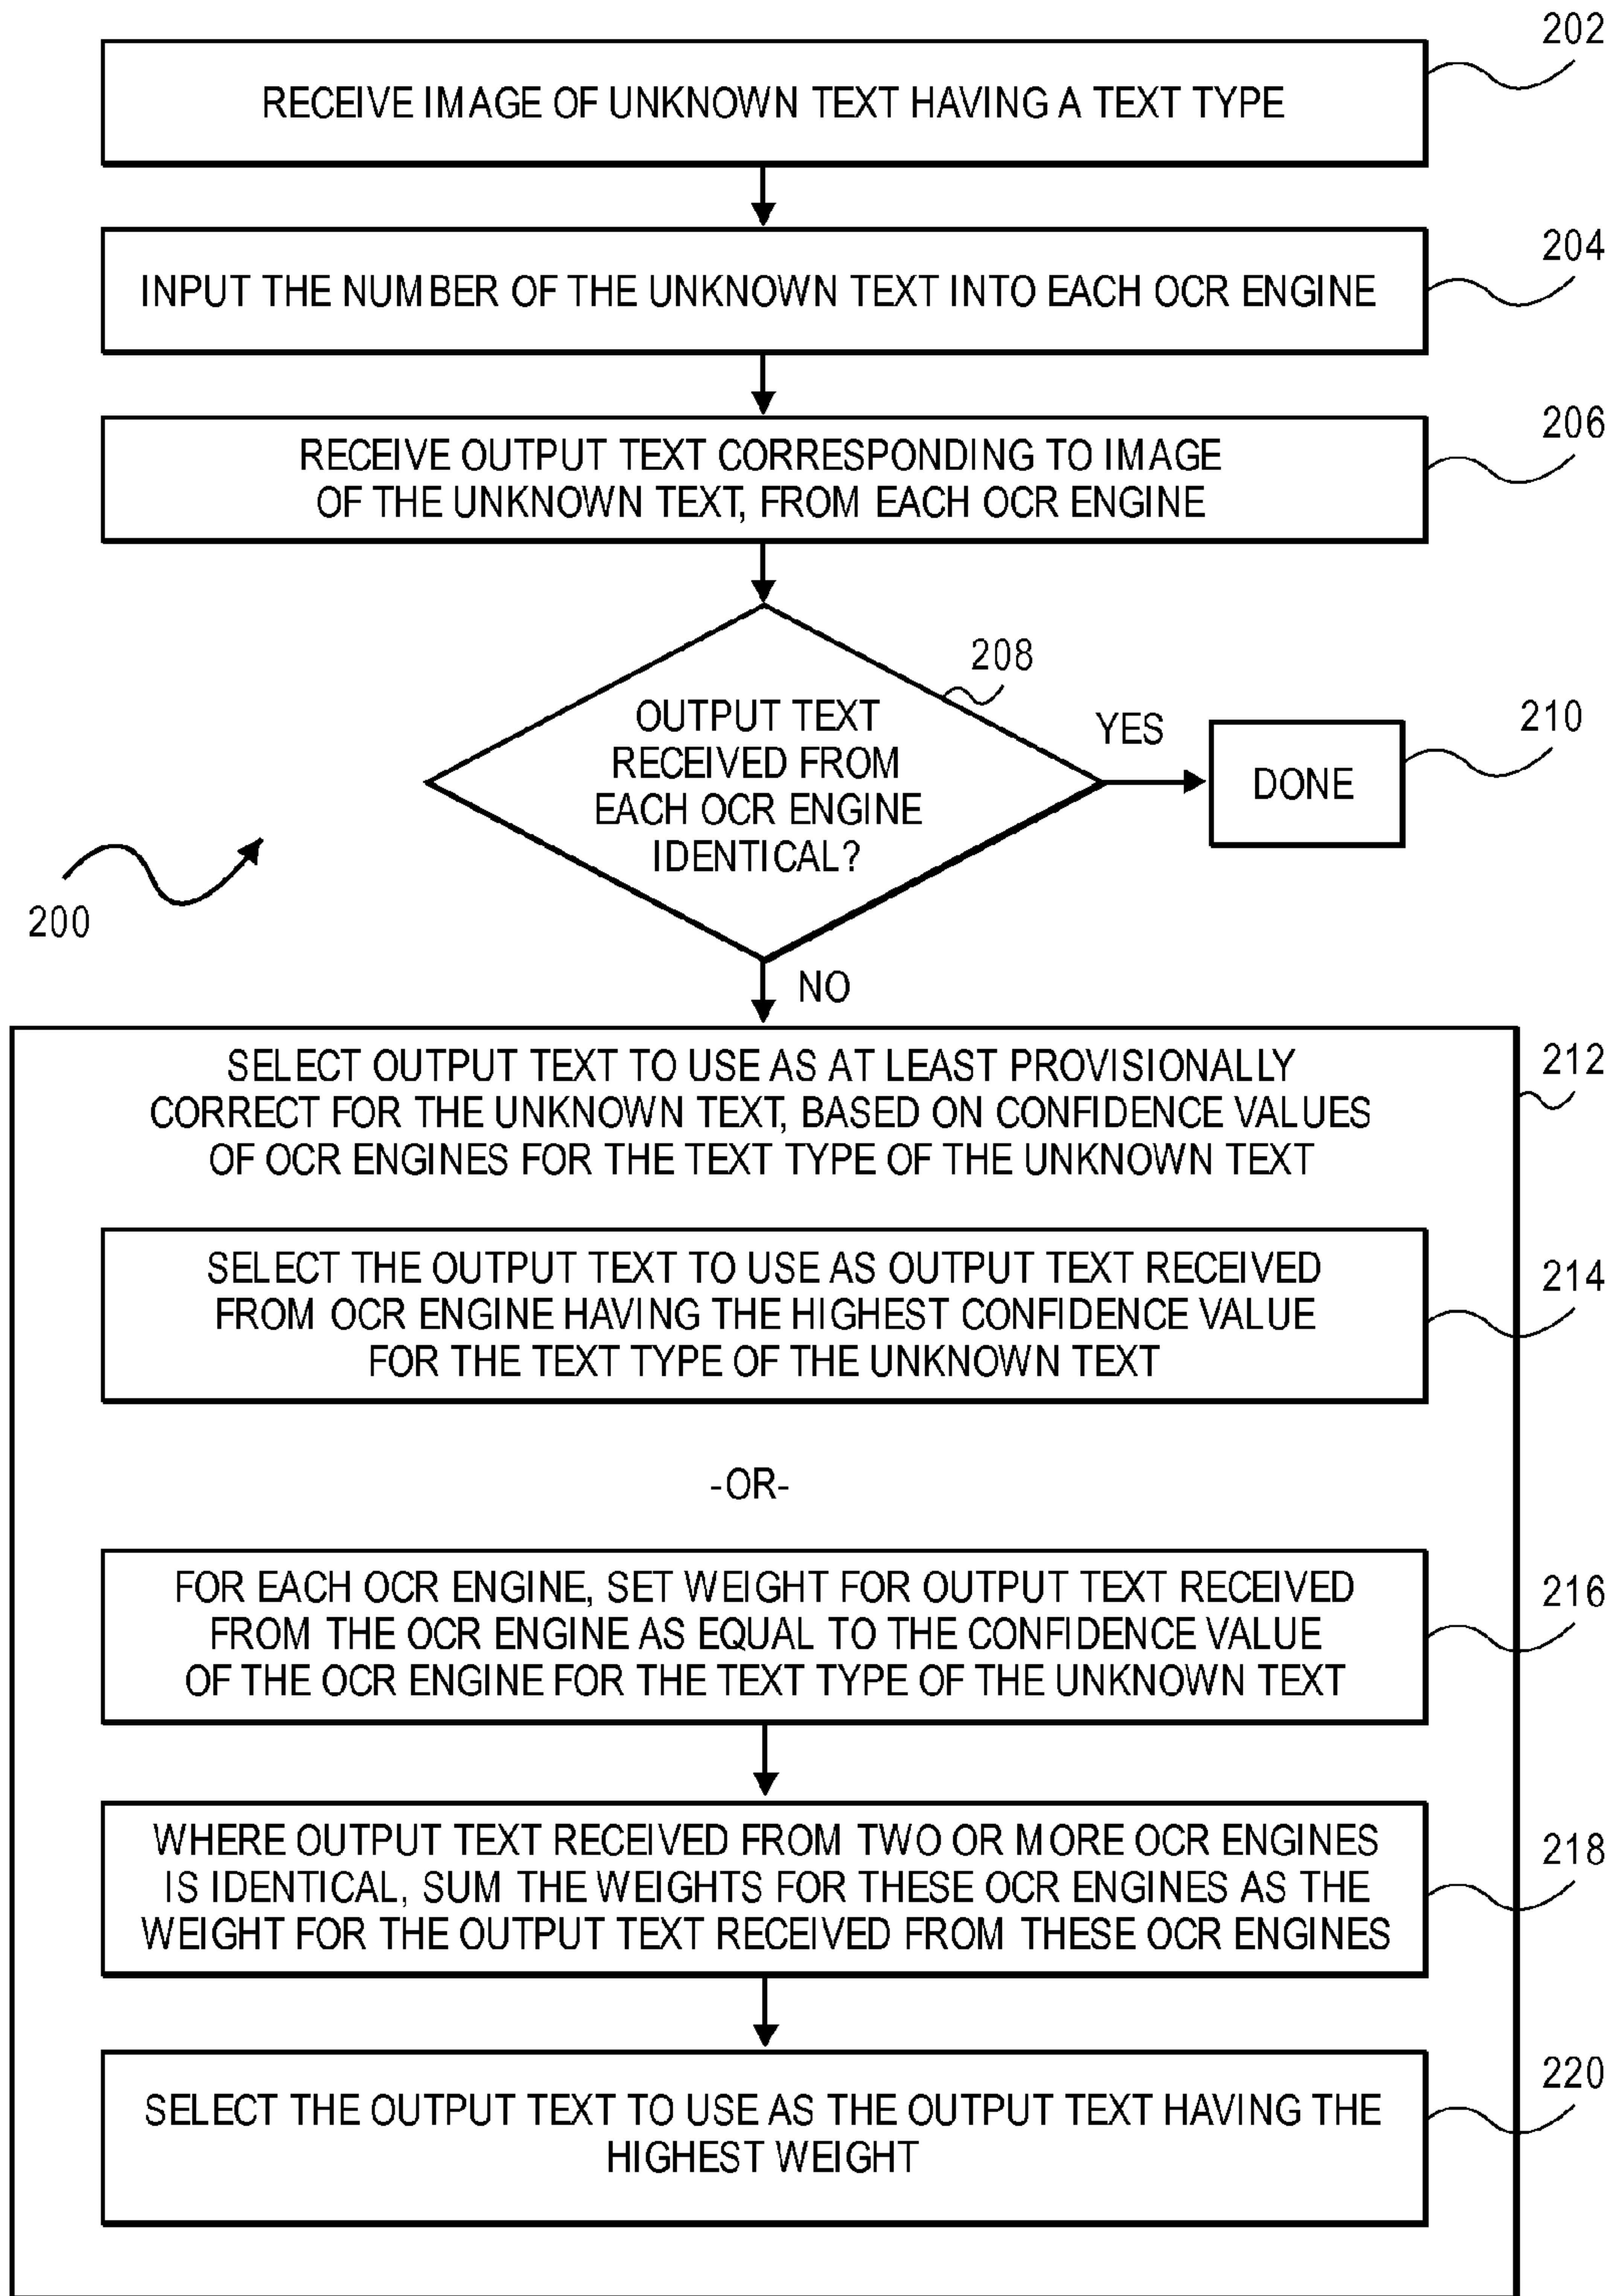 202
RECEIVE IMAGE OF UNKNOWN TEXT HAVING A TEXT TYPE
204
INPUT THE NUMBER OF THE UNKNOWN TEXT INTO EACH OCR ENGINE
206
RECEIVE OUTPUT TEXT CORRESPONDING TO IMAGE
OF THE UNKNOWN TEXT, FROM EACH OCR ENGINE
208
OUTPUT TEXT
RECEIVED FROM
EACH OCR ENGINE
IDENTICAL?
YES
210
DONE
200
NO
212
SELECT OUTPUT TEXT TO USE AS AT LEAST PROVISIONALLY
CORRECT FOR THE UNKNOWN TEXT, BASED ON CONFIDENCE VALUES
OF OCR ENGINES FOR THE TEXT TYPE OF THE UNKNOWN TEXT
214
SELECT THE OUTPUT TEXT TO USE AS OUTPUT TEXT RECEIVED
FROM OCR ENGINE HAVING THE HIGHEST CONFIDENCE VALUE
FOR THE TEXT TYPE OF THE UNKNOWN TEXT
-OR-
216
FOR EACH OCR ENGINE, SET WEIGHT FOR OUTPUT TEXT RECEIVED
FROM THE OCR ENGINE AS EQUAL TO THE CONFIDENCE VALUE
OF THE OCR ENGINE FOR THE TEXT TYPE OF THE UNKNOWN TEXT
218
WHERE OUTPUT TEXT RECEIVED FROM TWO OR MORE OCR ENGINES
IS IDENTICAL, SUM THE WEIGHTS FOR THESE OCR ENGINES AS THE
WEIGHT FOR THE OUTPUT TEXT RECEIVED FROM THESE OCR ENGINES
220
SELECT THE OUTPUT TEXT TO USE AS THE OUTPUT TEXT HAVING THE
HIGHEST WEIGHT